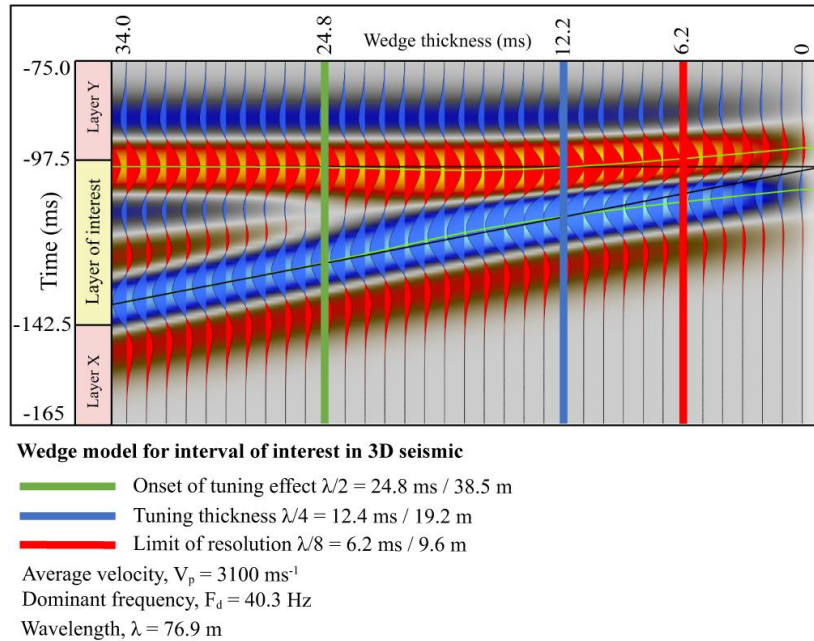 Wedge thickness (ms)
34.0
24.8
12.2
6.2
0
-75.0
-97.5
-142.5
-165
Time (ms)
Layer Y
Layer of interest
Layer X
Wedge model for interval of interest in 3D seismic
Onset of tuning effect λ/2 = 24.8 ms / 38.5 m
Tuning thickness λ/4 = 12.4 ms / 19.2 m
Limit of resolution λ/8 = 6.2 ms / 9.6 m
Average velocity, Vₚ = 3100 ms⁻¹
Dominant frequency, F_d = 40.3 Hz
Wavelength, λ = 76.9 m